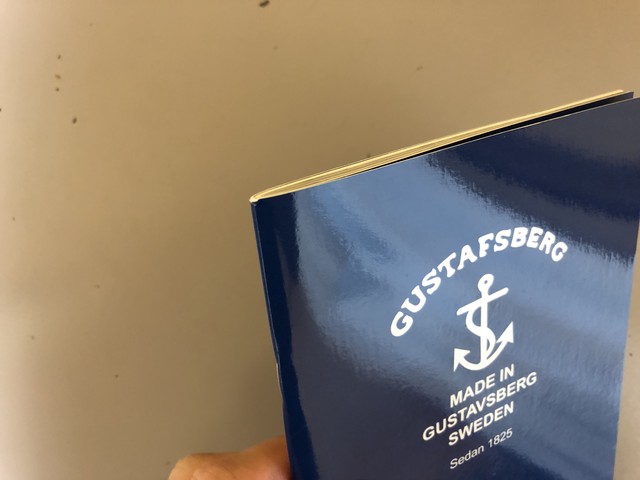 GUSTAFSBERG
MADE IN
GUSTAVSBERG
SWEDEN
Sedan 1825